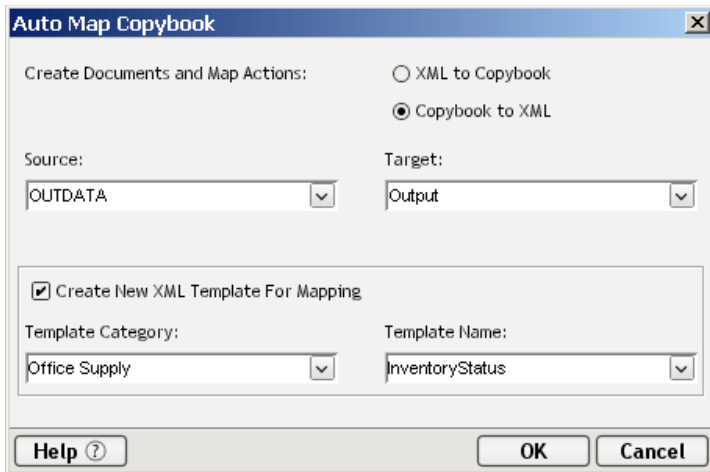 Auto Map Copybook
Create Documents and Map Actions:
XML to Copybook
Copybook to XML
Source: Target:
OUTDATA Output
Create New XML Template For Mapping
Template Category: Template Name:
Office Supply InventoryStatus
Help ? OK Cancel